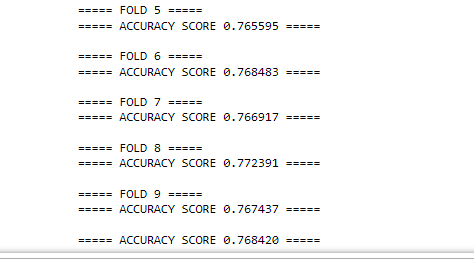 ===== FOLD 5 =====
===== ACCURACY SCORE 0.765595 =====
===== FOLD 6 =====
===== ACCURACY SCORE 0.768483 =====
===== FOLD 7 =====
===== ACCURACY SCORE 0.766917 =====
===== FOLD 8 =====
===== ACCURACY SCORE 0.772391 =====
===== FOLD 9 =====
===== ACCURACY SCORE 0.767437 =====
===== ACCURACY SCORE 0.768420 =====